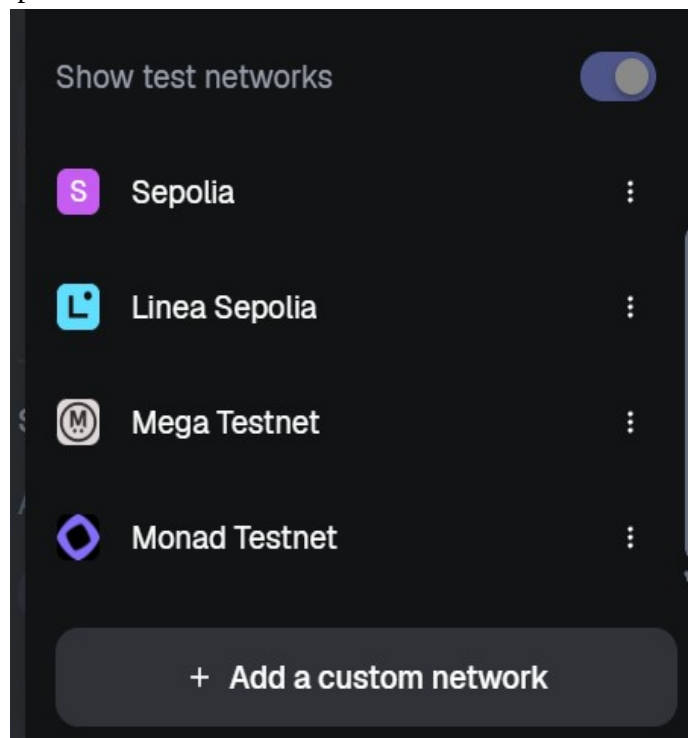 Show test networks
S Sepolia
L Linea Sepolia
M Mega Testnet
Monad Testnet
+ Add a custom network